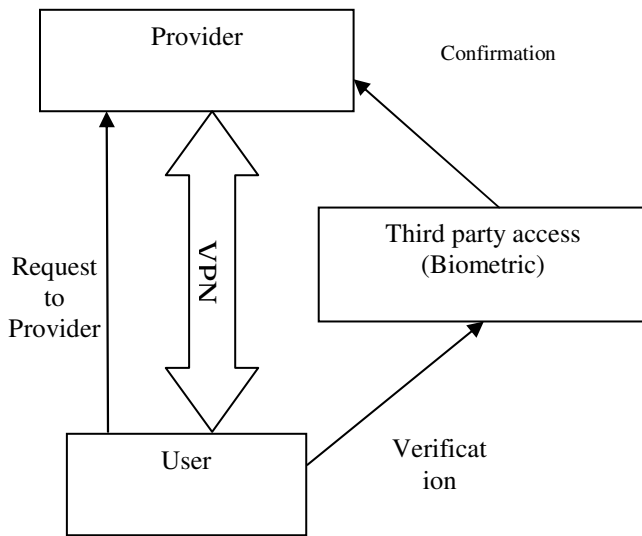 Provider
Confirmation
Third party access
(Biometric)
Request
to
Provider
VPN
User
Verificat
ion